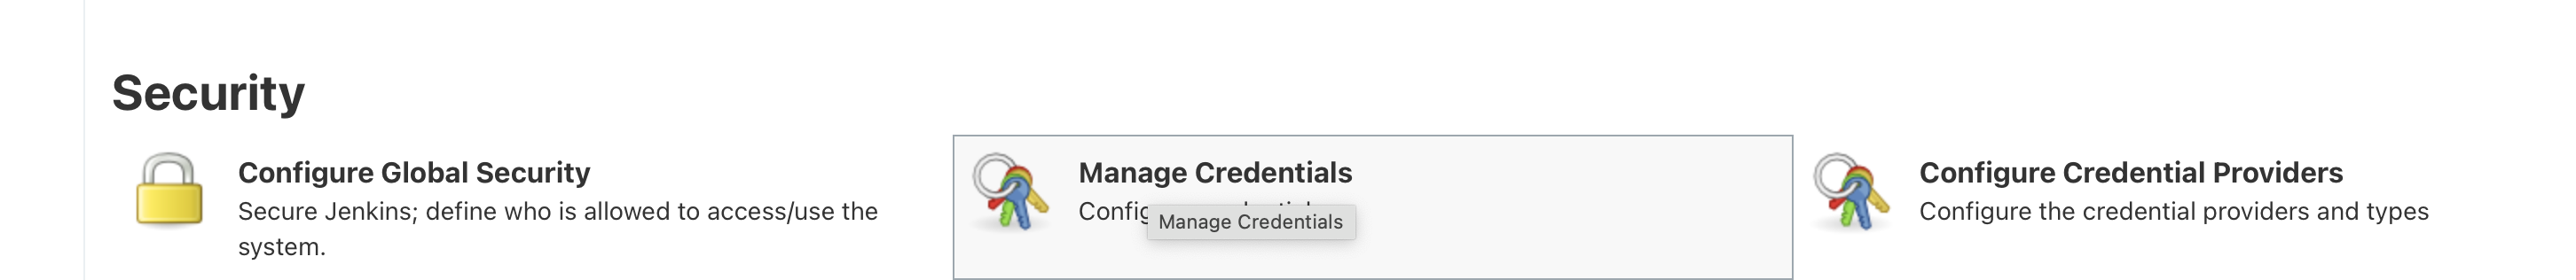 Security
Configure Global Security
Secure Jenkins; define who is allowed to access/use the
system.
Manage Credentials
Manage Credentials
Configure Credential Providers
Configure the credential providers and types